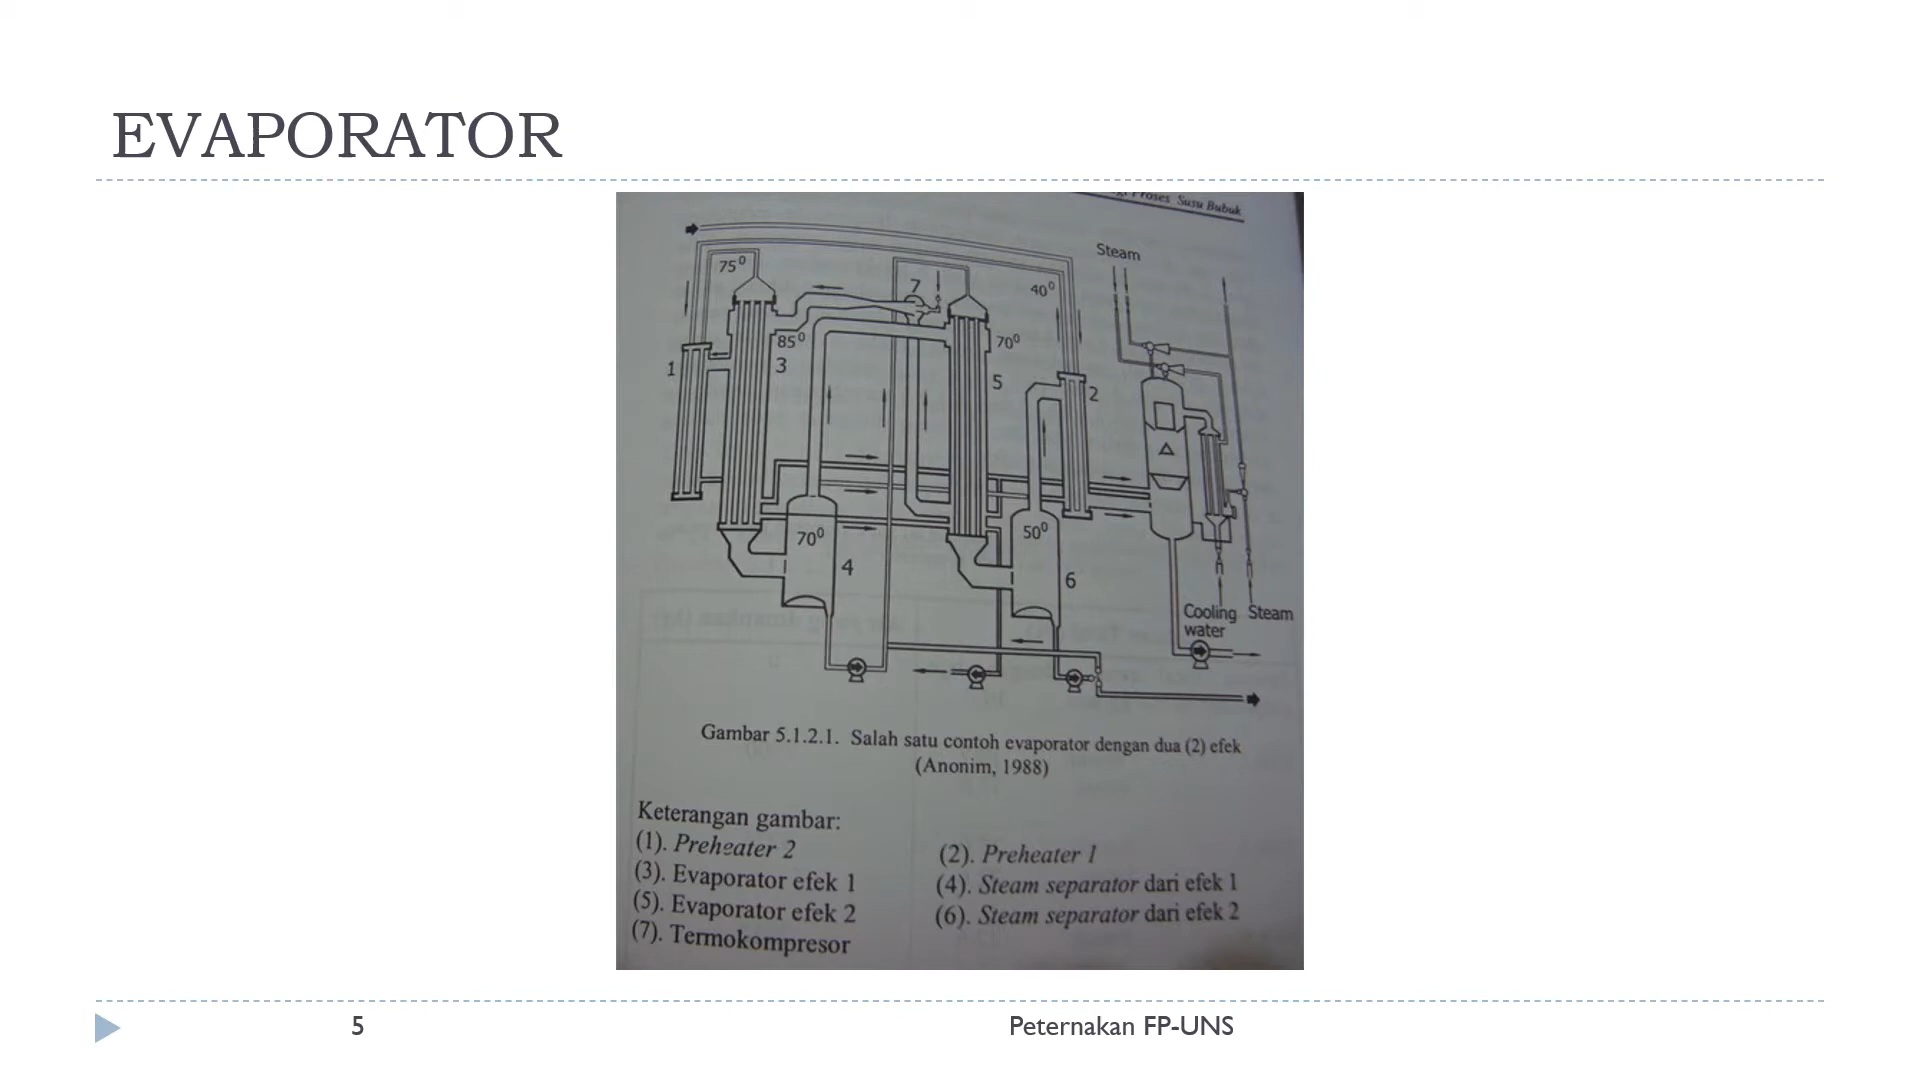 EVAPORATOR
Proses Susu Bubuk
Steam
75⁰
7
40⁰
85⁰
70⁰
1
3
5
2
70⁰
50⁰
4
6
Cooling Steam
water
Gambar 5.1.2.1. Salah satu contoh evaporator dengan dua (2) efek
(Anonim, 1988)
Keterangan gambar:
(1). Preheater 2
(2). Preheater 1
(3). Evaporator efek 1
(4). Steam separator dari efek 1
(5). Evaporator efek 2
(6). Steam separator dari efek 2
(7). Termokompresor
5
Peternakan FP-UNS